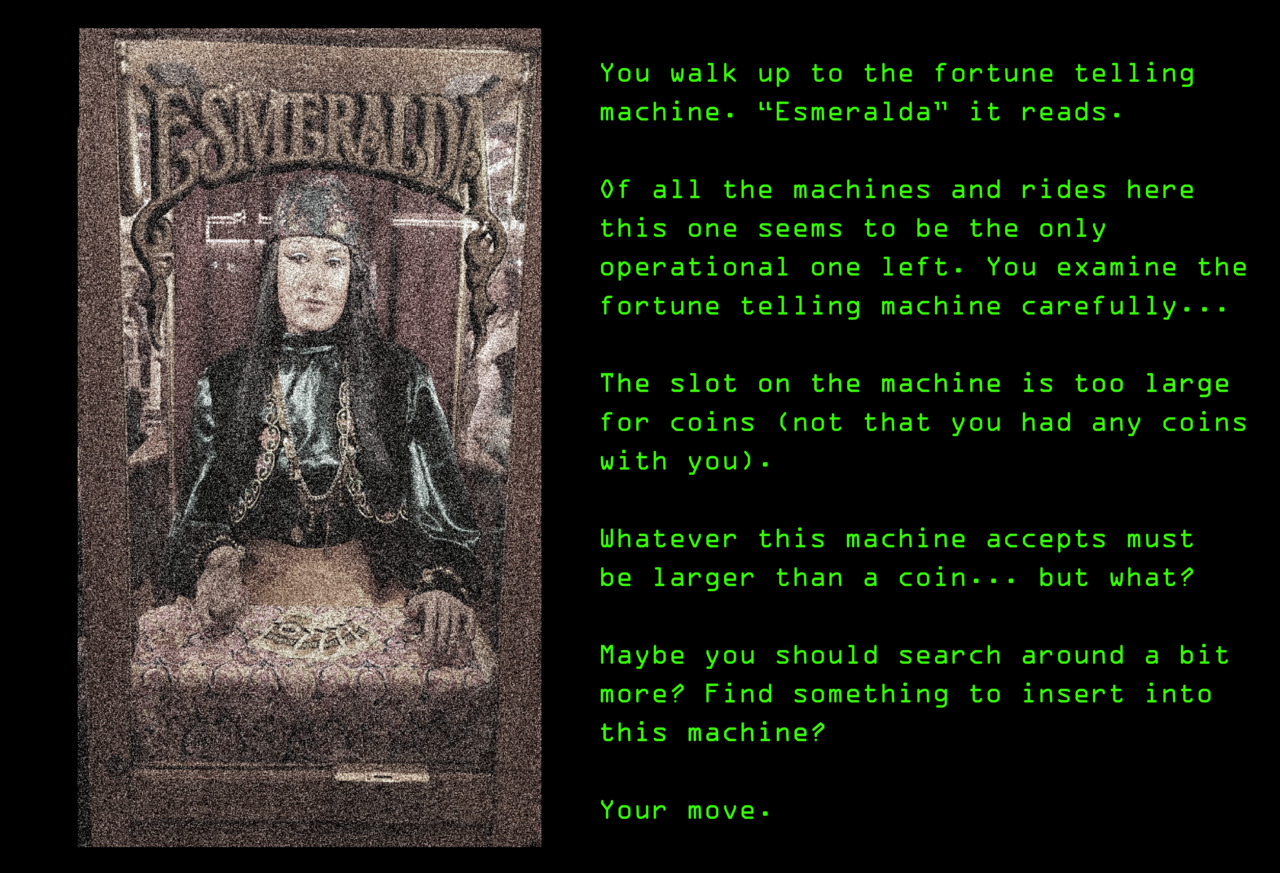 ESMERALDA
You walk up to the fortune telling
machine. “Esmeralda” it reads.
Of all the machines and rides here
this one seems to be the only
operational one left. You examine the
fortune telling machine carefully...
The slot on the machine is too large
for coins (not that you had any coins
with you).
Whatever this machine accepts must
be larger than a coin... but what?
Maybe you should search around a bit
more? Find something to insert into
this machine?
Your move.